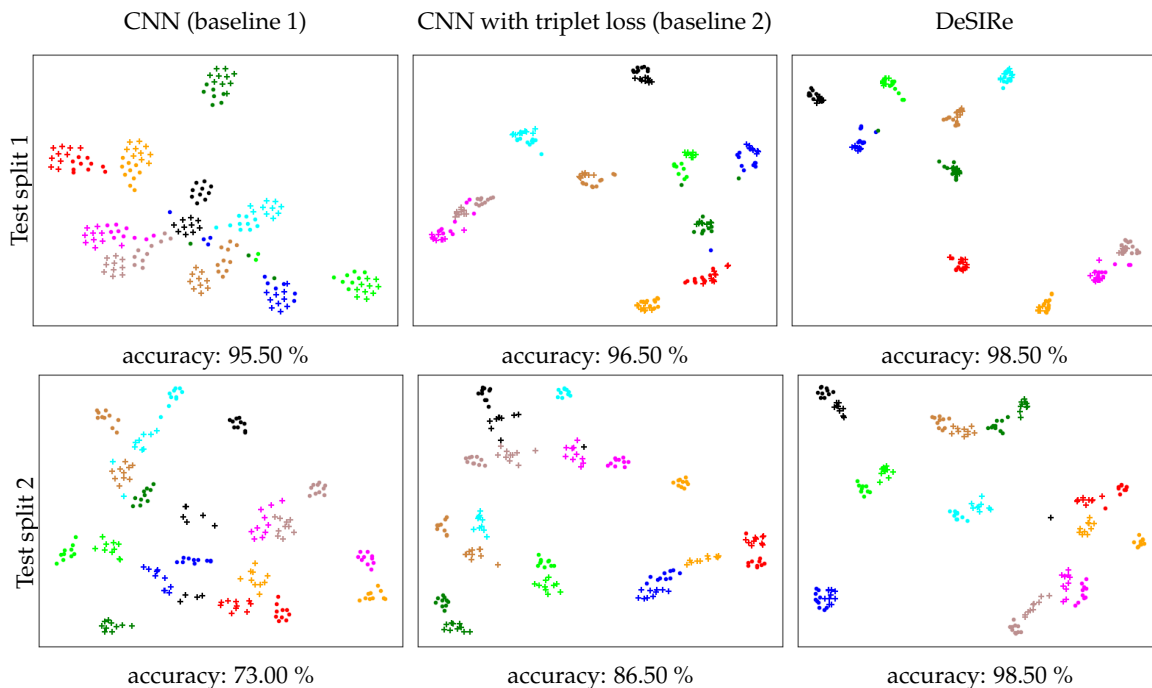 CNN (baseline 1)
CNN with triplet loss (baseline 2)
DeSIRe
Test split 1
accuracy: 95.50 %
accuracy: 96.50 %
accuracy: 98.50 %
Test split 2
accuracy: 73.00 %
accuracy: 86.50 %
accuracy: 98.50 %